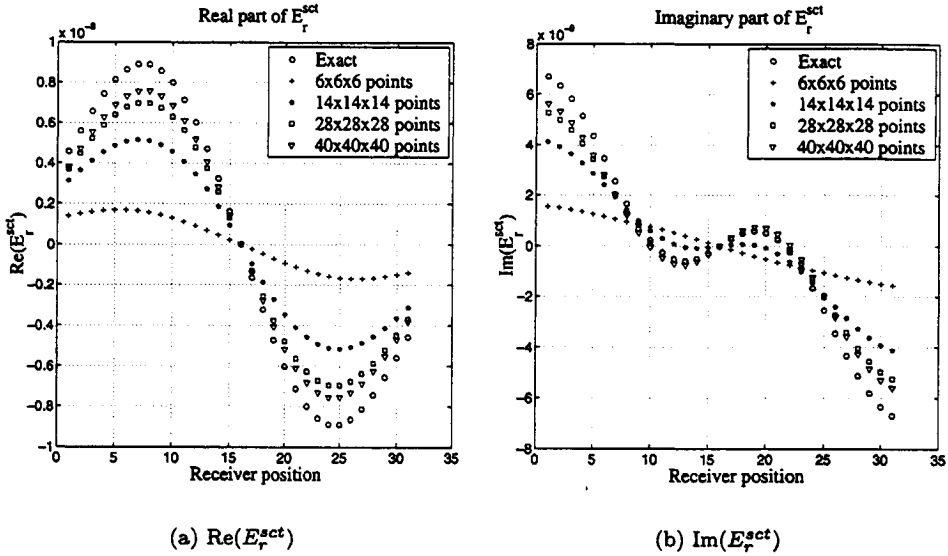 Real part of E_r^sct
x 10^-8
1
0.8
0.6
0.4
0.2
0
−0.2
−0.4
−0.6
−0.8
−1
Re(E_r^sct)
Exact
6x6x6 points
14x14x14 points
28x28x28 points
40x40x40 points
0 5 10 15 20 25 30 35
Receiver position
(a) Re(E_r^sct)
Imaginary part of E_r^sct
8
6
4
2
0
−2
−4
−6
−8
Im(E_r^sct)
Exact
6x6x6 points
14x14x14 points
28x28x28 points
40x40x40 points
0 5 10 15 20 25 30 35
Receiver position
(b) Im(E_r^sct)